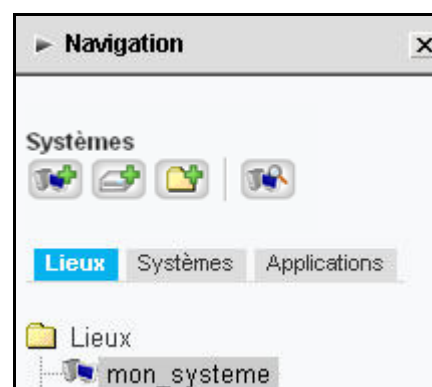 Navigation
Systèmes
Lieux Systèmes Applications
Lieux
mon_systeme